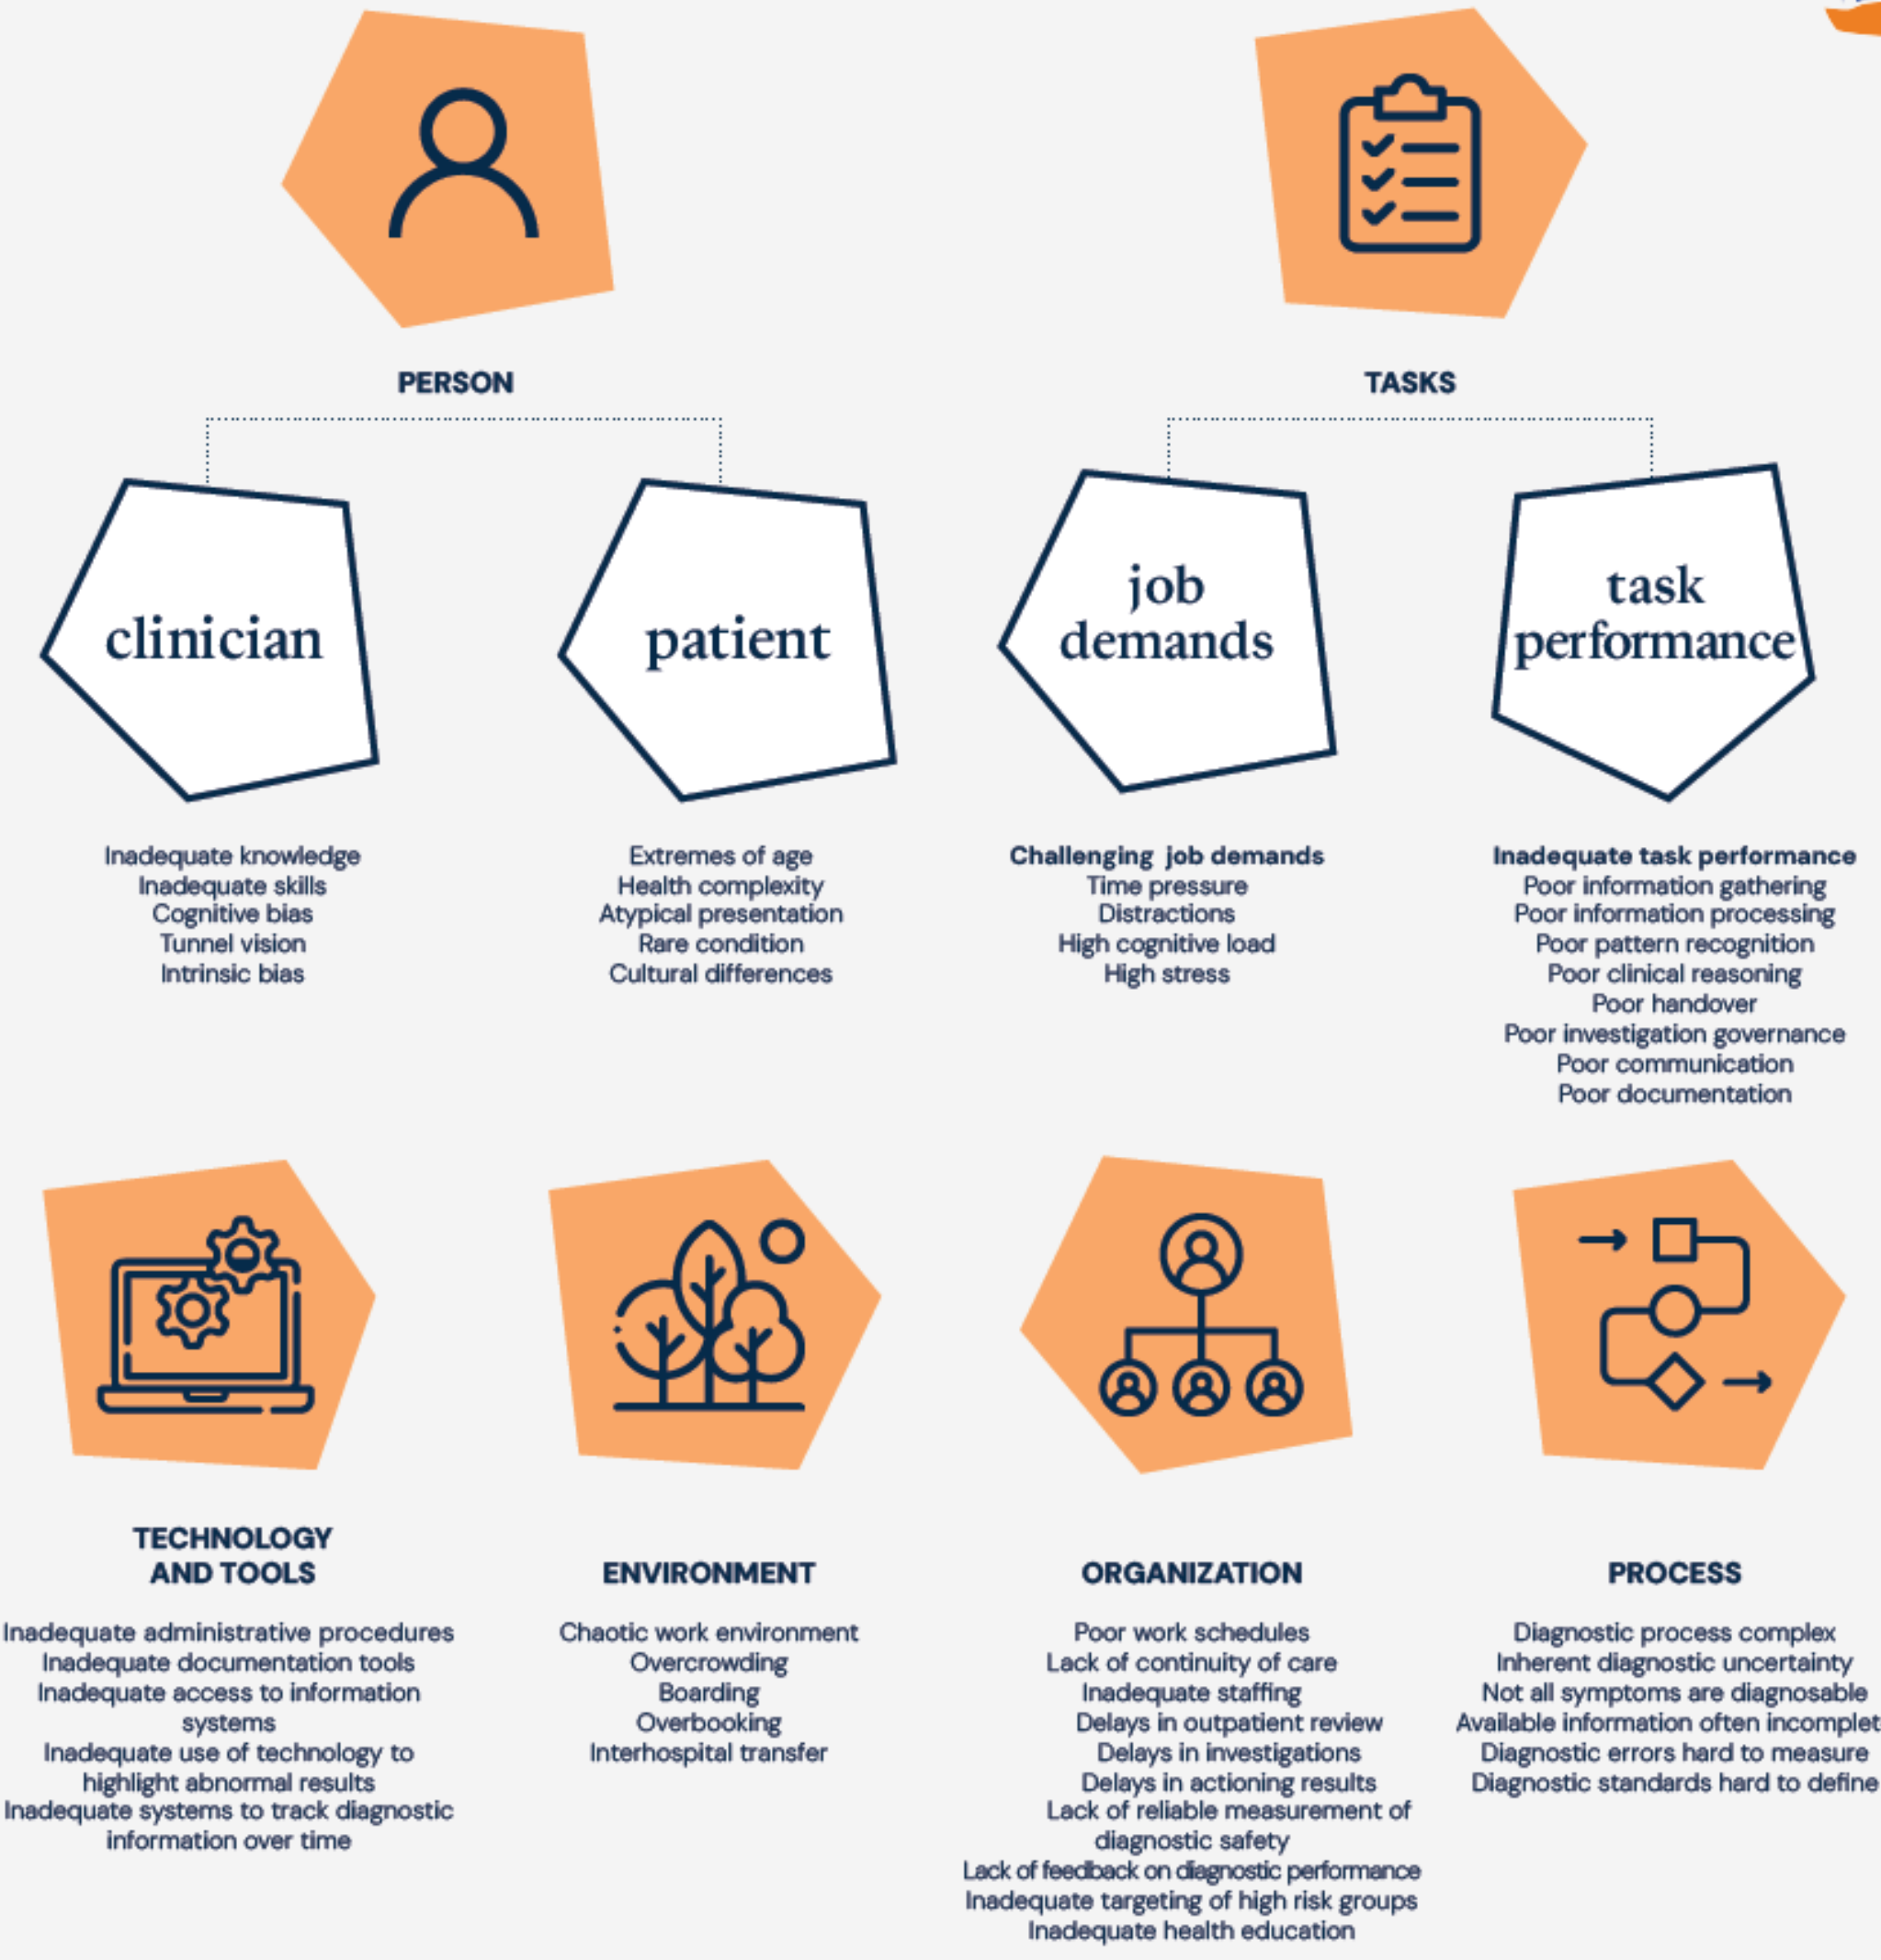 PERSON
TASKS
clinician
patient
job
demands
task
performance
Inadequate knowledge
Inadequate skills
Cognitive bias
Tunnel vision
Intrinsic bias
Extremes of age
Health complexity
Atypical presentation
Rare condition
Cultural differences
Challenging job demands
Time pressure
Distractions
High cognitive load
High stress
Inadequate task performance
Poor information gathering
Poor information processing
Poor pattern recognition
Poor clinical reasoning
Poor handover
Poor investigation governance
Poor communication
Poor documentation
TECHNOLOGY
AND TOOLS
Inadequate administrative procedures
Inadequate documentation tools
Inadequate access to information
systems
Inadequate use of technology to
highlight abnormal results
Inadequate systems to track diagnostic
information over time
ENVIRONMENT
Chaotic work environment
Overcrowding
Boarding
Overbooking
Interhospital transfer
ORGANIZATION
Poor work schedules
Lack of continuity of care
Inadequate staffing
Delays in outpatient review
Delays in investigations
Delays in actioning results
Lack of reliable measurement of
diagnostic safety
Lack of feedback on diagnostic performance
Inadequate targeting of high risk groups
Inadequate health education
PROCESS
Diagnostic process complex
Inherent diagnostic uncertainty
Not all symptoms are diagnosable
Available information often incomplet
Diagnostic errors hard to measure
Diagnostic standards hard to define